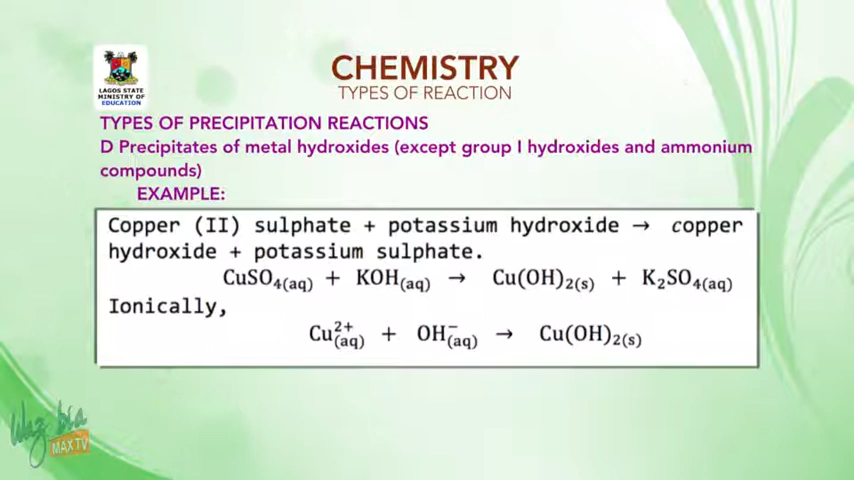 LAGOS STATE
MINISTRY OF
EDUCATION
CHEMISTRY
TYPES OF REACTION
TYPES OF PRECIPITATION REACTIONS
D Precipitates of metal hydroxides (except group I hydroxides and ammonium
compounds)
EXAMPLE:
Copper (II) sulphate + potassium hydroxide → copper
hydroxide + potassium sulphate.
CuSO₄(aq) + KOH(aq) → Cu(OH)₂(s) + K₂SO₄(aq)
Ionically,
Cu²⁺(aq) + OH⁻(aq) → Cu(OH)₂(s)
Waz bia
MAX TV